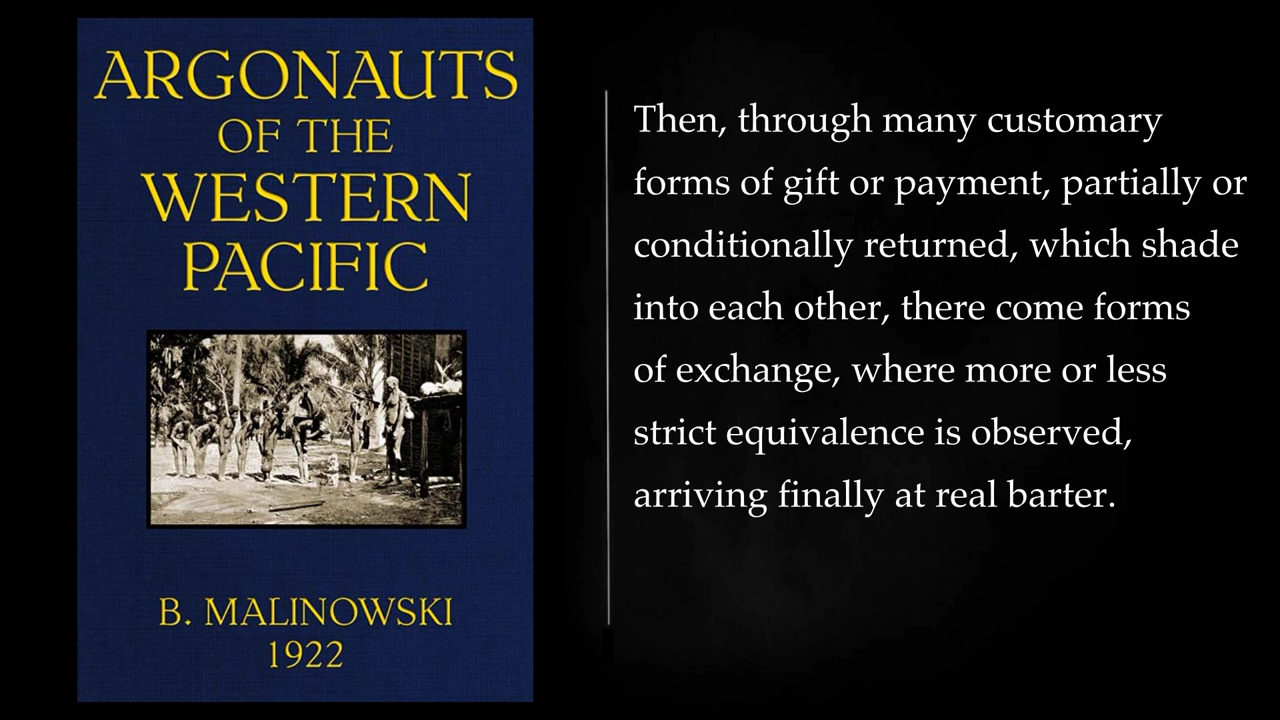 ARGONAUTS
OF THE
WESTERN
PACIFIC
B. MALINOWSKI
1922
Then, through many customary
forms of gift or payment, partially or
conditionally returned, which shade
into each other, there come forms
of exchange, where more or less
strict equivalence is observed,
arriving finally at real barter.